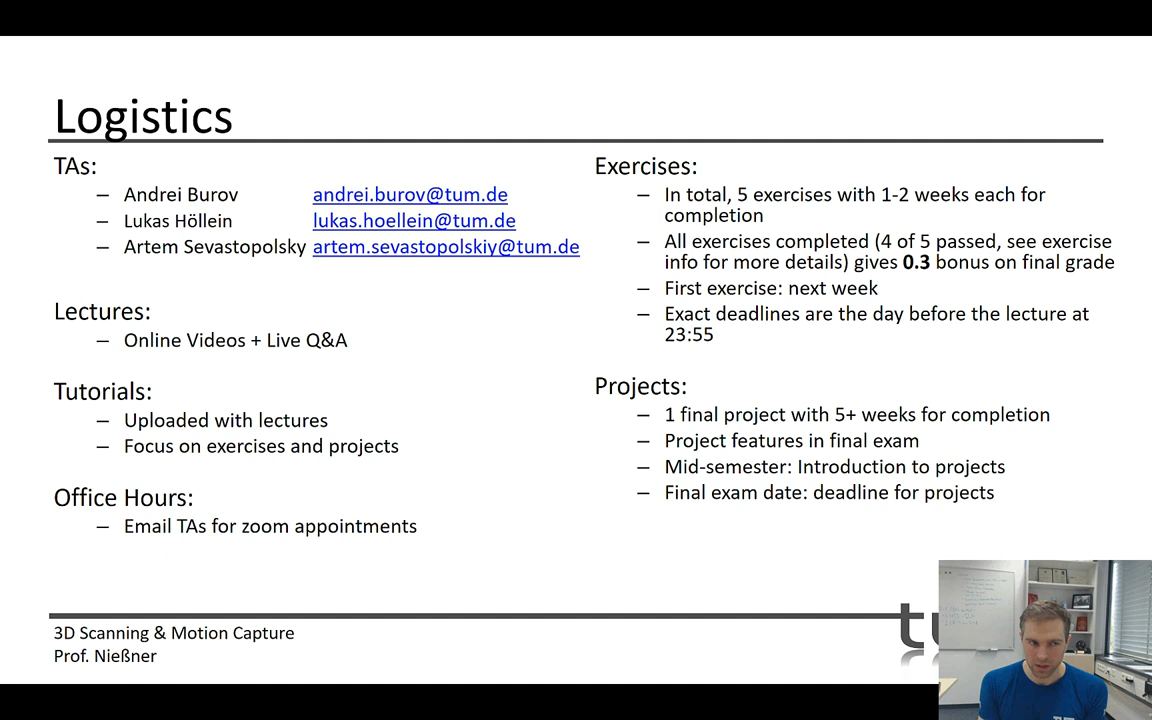 Logistics
TAs:
– Andrei Burov andrei.burov@tum.de
– Lukas Höllein lukas.hoellein@tum.de
– Artem Sevastopolsky artem.sevastopolskiy@tum.de
Lectures:
– Online Videos + Live Q&A
Tutorials:
– Uploaded with lectures
– Focus on exercises and projects
Office Hours:
– Email TAs for zoom appointments
Exercises:
– In total, 5 exercises with 1-2 weeks each for
completion
– All exercises completed (4 of 5 passed, see exercise
info for more details) gives 0.3 bonus on final grade
– First exercise: next week
– Exact deadlines are the day before the lecture at
23:55
Projects:
– 1 final project with 5+ weeks for completion
– Project features in final exam
– Mid-semester: Introduction to projects
– Final exam date: deadline for projects
3D Scanning & Motion Capture
Prof. Nießner